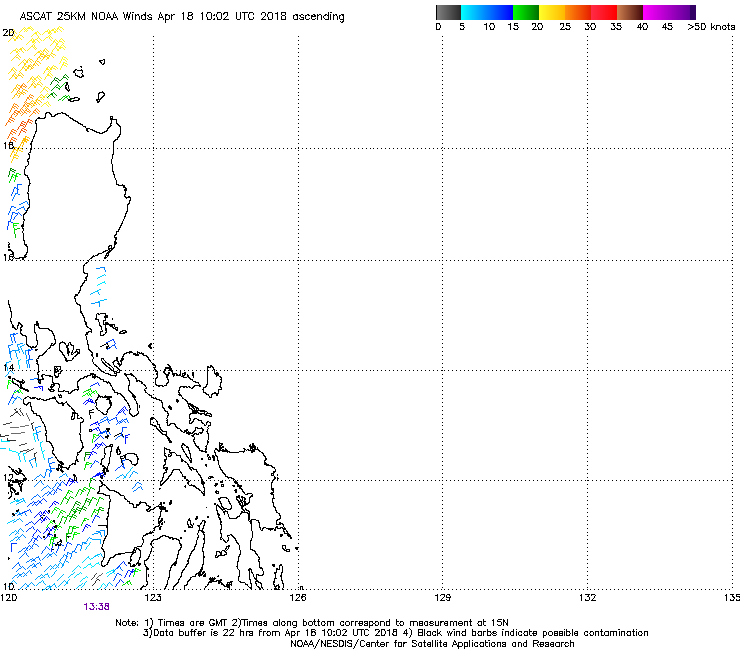 ASCAT 25KM NOAA Winds Apr 18 10:02 UTC 2018 ascending
0 5 10 15 20 25 30 35 40 45 >50 knots
20
18
16
14
12
10
120 123 126 129 132 135
13:38
Note: 1) Times are GMT 2)Times along bottom correspond to measurement at 15N
3)Data buffer is 22 hrs from Apr 18 10:02 UTC 2018 4) Black wind barbs indicate possible contamination
NOAA/NESDIS/Center for Satellite Applications and Research